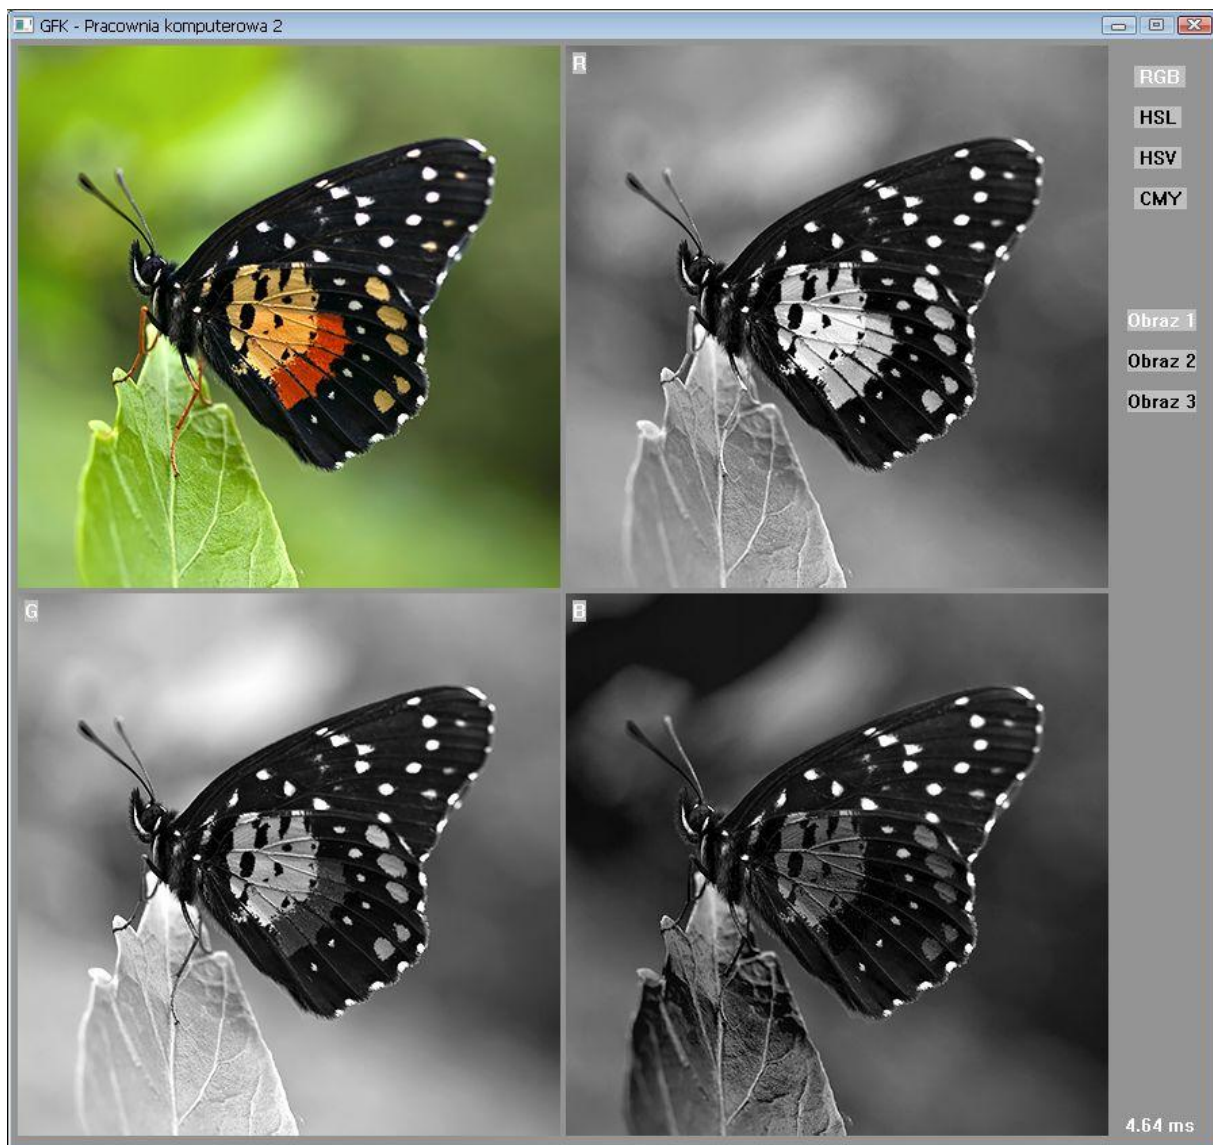 GFK - Pracownia komputerowa 2
R
RGB
HSL
HSV
CMY
Obraz 1
Obraz 2
Obraz 3
G
B
4.64 ms